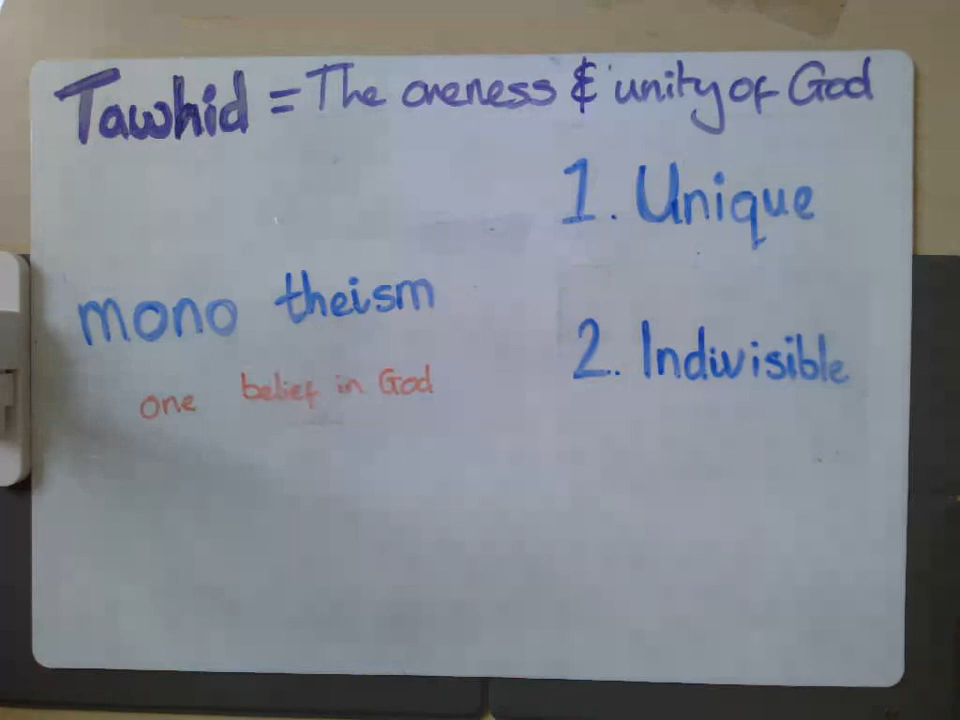 Tawhid = The oneness & unity of God
1. Unique
mono theism
one belief in God
2. Indivisible